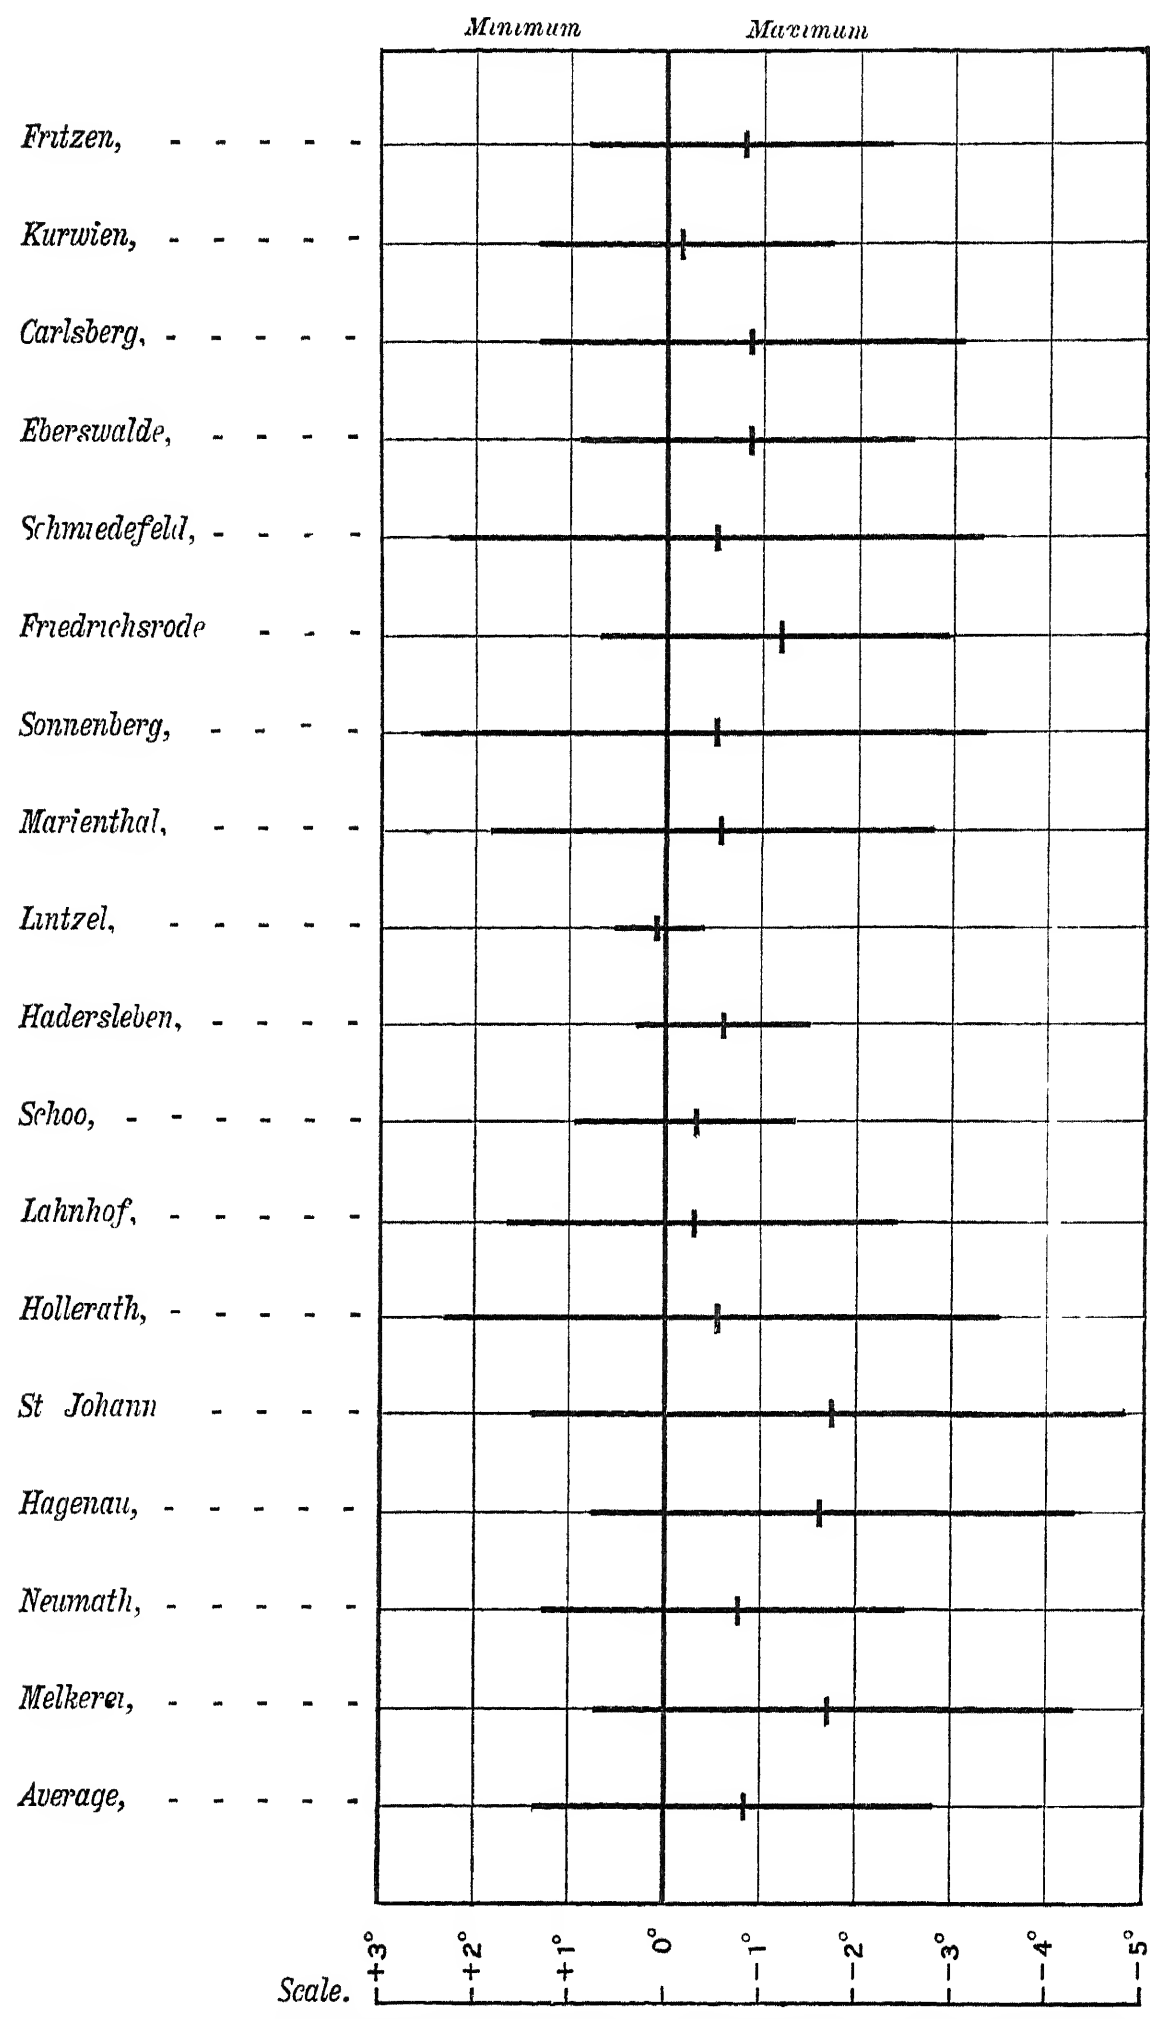 Minimum Maximum
Fritzen, - - - - -
Kurwien, - - - - -
Carlsberg, - - - - -
Eberswalde, - - - -
Schmiedefeld, - - - -
Friedrichsrode - - -
Sonnenberg, - - - -
Marienthal, - - - -
Lintzel, - - - - -
Hadersleben, - - - -
Schoo, - - - - - -
Lahnhof, - - - - -
Hollerath, - - - - -
St Johann - - - -
Hagenau, - - - - -
Neumath, - - - - -
Melkerei, - - - - -
Average, - - - - -
Scale. +3° +2° +1° 0° -1° -2° -3° -4° -5°